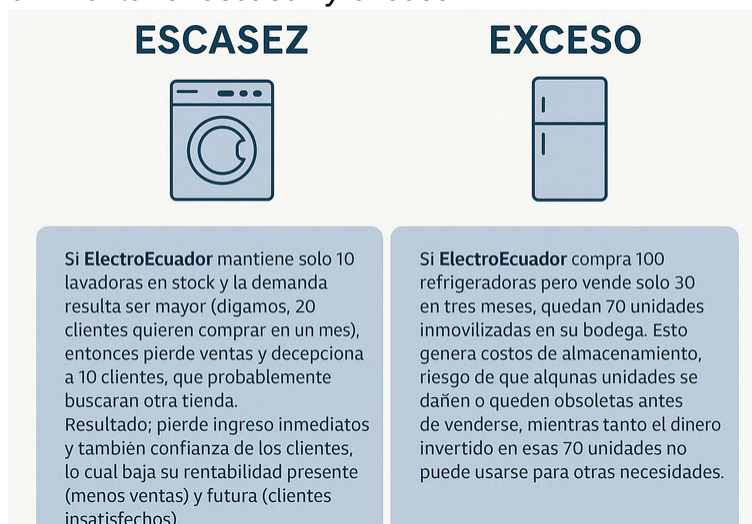 ESCASEZ
Si ElectroEcuador mantiene solo 10
lavadoras en stock y la demanda
resulta ser mayor (digamos, 20
clientes quieren comprar en un mes),
entonces pierde ventas y decepciona
a 10 clientes, que probablemente
buscaran otra tienda.
Resultado; pierde ingreso inmediatos
y también confianza de los clientes,
lo cual baja su rentabilidad presente
(menos ventas) y futura (clientes
insatisfechos)
EXCESO
Si ElectroEcuador compra 100
refrigeradoras pero vende solo 30
en tres meses, quedan 70 unidades
inmovilizadas en su bodega. Esto
genera costos de almacenamiento,
riesgo de que alqunas unidades se
dañen o queden obsoletas antes
de venderse, mientras tanto el dinero
invertido en esas 70 unidades no
puede usarse para otras necesidades.